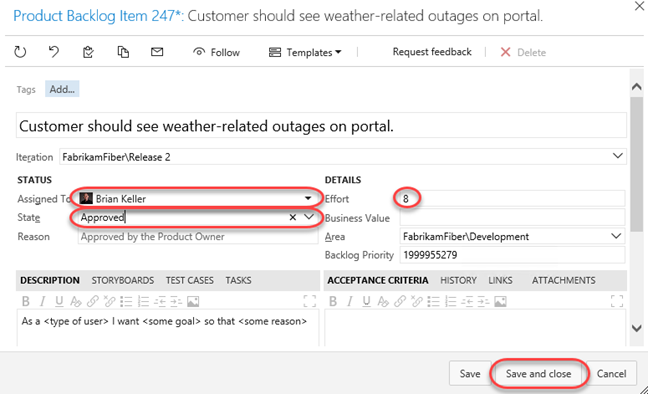 Product Backlog Item 247*: Customer should see weather-related outages on portal.
Follow Templates Request feedback Delete
Tags Add...
Customer should see weather-related outages on portal.
Iteration FabrikamFiber\Release 2
STATUS DETAILS
Assigned To Brian Keller Effort 8
State Approved Business Value
Reason Approved by the Product Owner Area FabrikamFiber\Development
Backlog Priority 1999955279
DESCRIPTION STORYBOARDS TEST CASES TASKS ACCEPTANCE CRITERIA HISTORY LINKS ATTACHMENTS
B I U B I U
As a <type of user> I want <some goal> so that <some reason>
Save Save and close Cancel